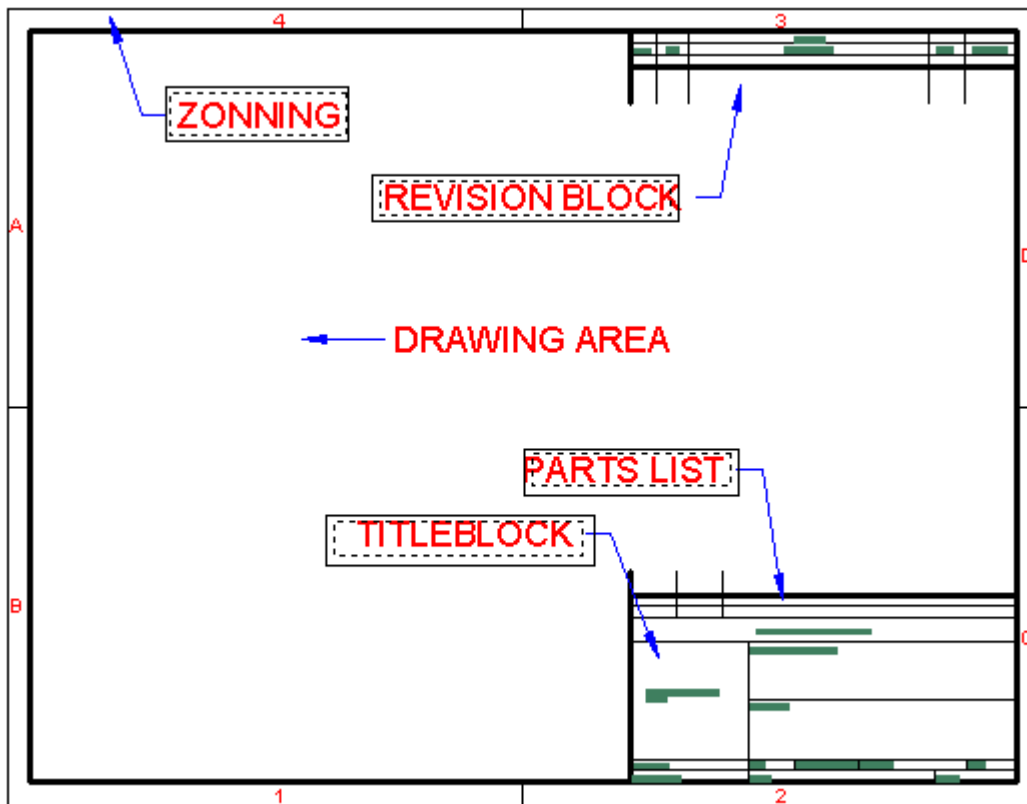 4 3
ZONNING
REVISION BLOCK
A
D
DRAWING AREA
PARTS LIST
TITLEBLOCK
B
C
1 2